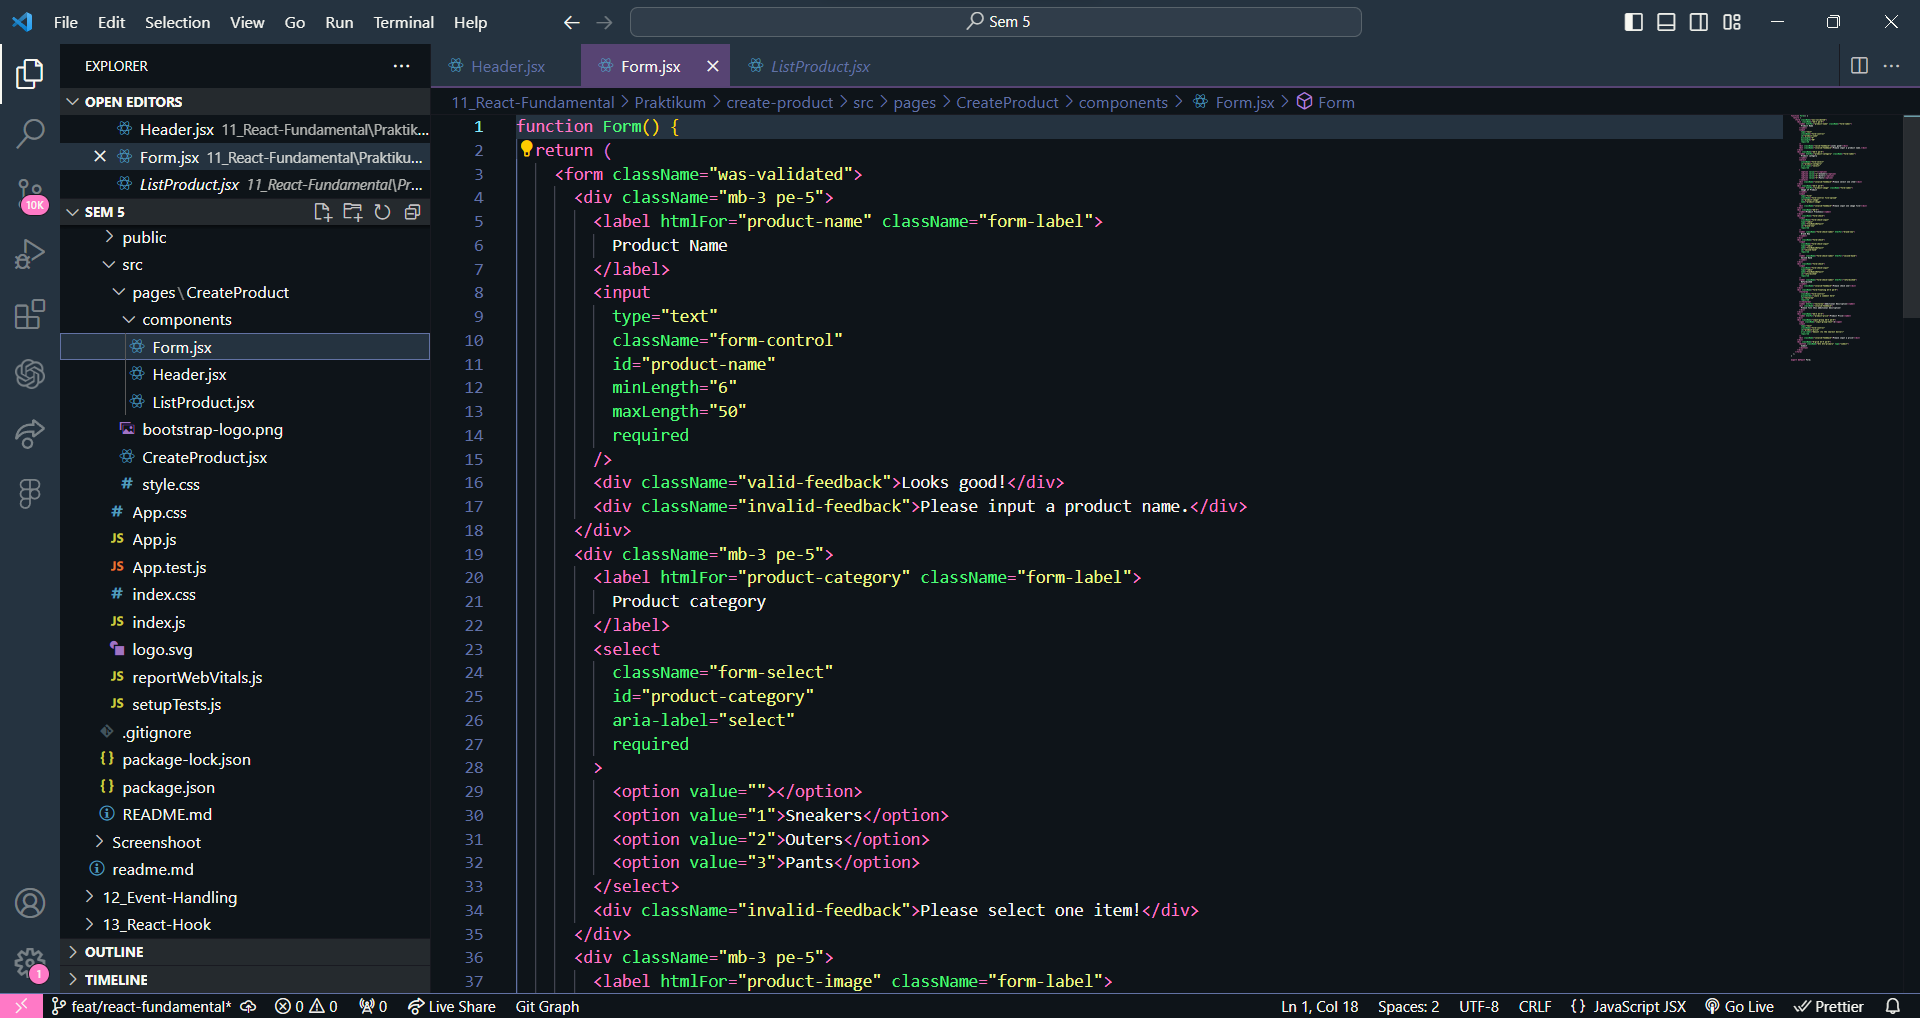 File Edit Selection View Go Run Terminal Help
Sem 5
EXPLORER
OPEN EDITORS
Header.jsx 11_React-Fundamental\Praktik...
Form.jsx 11_React-Fundamental\Praktiku...
ListProduct.jsx 11_React-Fundamental\Pr...
SEM 5
public
src
pages\CreateProduct
components
Form.jsx
Header.jsx
ListProduct.jsx
bootstrap-logo.png
CreateProduct.jsx
style.css
App.css
App.js
App.test.js
index.css
index.js
logo.svg
reportWebVitals.js
setupTests.js
.gitignore
package-lock.json
package.json
README.md
Screenshoot
readme.md
12_Event-Handling
13_React-Hook
OUTLINE
TIMELINE
10K
1
Header.jsx Form.jsx ListProduct.jsx
11_React-Fundamental > Praktikum > create-product > src > pages > CreateProduct > components > Form.jsx > Form
1 function Form() {
2 return (
3 <form className="was-validated">
4 <div className="mb-3 pe-5">
5 <label htmlFor="product-name" className="form-label">
6 Product Name
7 </label>
8 <input
9 type="text"
10 className="form-control"
11 id="product-name"
12 minLength="6"
13 maxLength="50"
14 required
15 />
16 <div className="valid-feedback">Looks good!</div>
17 <div className="invalid-feedback">Please input a product name.</div>
18 </div>
19 <div className="mb-3 pe-5">
20 <label htmlFor="product-category" className="form-label">
21 Product category
22 </label>
23 <select
24 className="form-select"
25 id="product-category"
26 aria-label="select"
27 required
28 >
29 <option value=""></option>
30 <option value="1">Sneakers</option>
31 <option value="2">Outers</option>
32 <option value="3">Pants</option>
33 </select>
34 <div className="invalid-feedback">Please select one item!</div>
35 </div>
36 <div className="mb-3 pe-5">
37 <label htmlFor="product-image" className="form-label">
feat/react-fundamental* 0 0 0 Live Share Git Graph
Ln 1, Col 18 Spaces: 2 UTF-8 CRLF {} JavaScript JSX Go Live Prettier